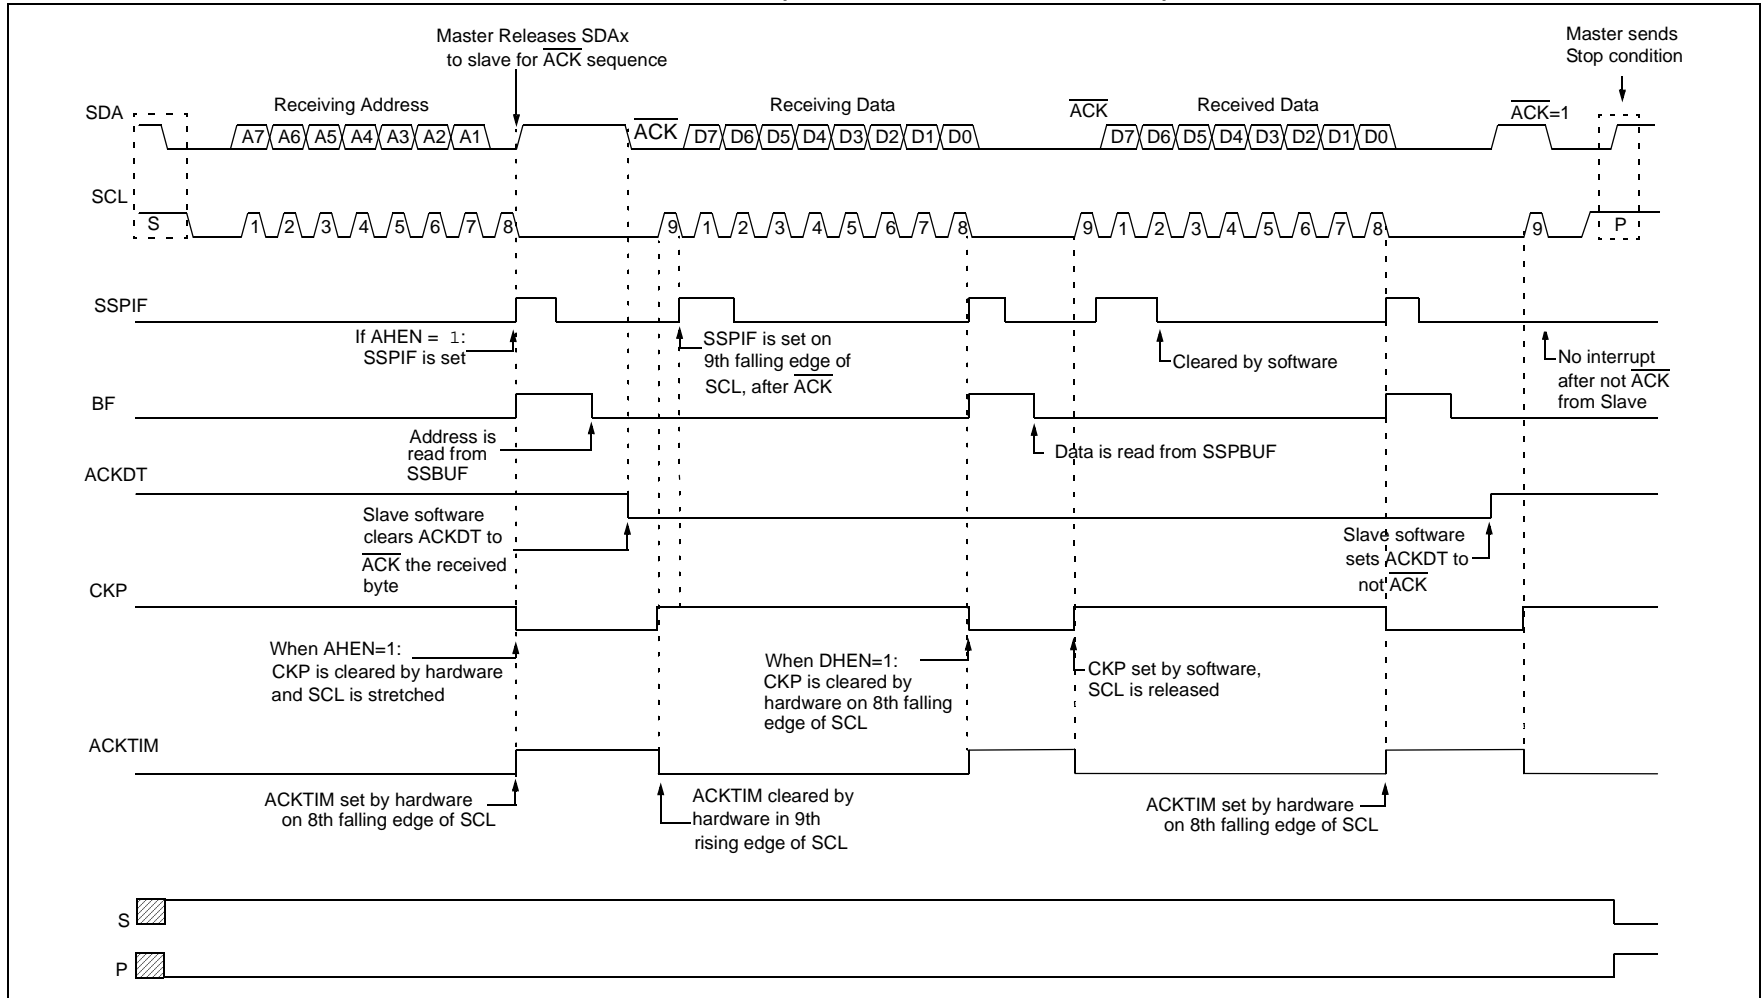 Master Releases SDAx
to slave for ACK sequence
Master sends
Stop condition
SDA
Receiving Address
Receiving Data
ACK
Received Data
ACK=1
A7 A6 A5 A4 A3 A2 A1
ACK
D7 D6 D5 D4 D3 D2 D1 D0
D7 D6 D5 D4 D3 D2 D1 D0
SCL
S
1 2 3 4 5 6 7 8
9 1 2 3 4 5 6 7 8
9 1 2 3 4 5 6 7 8
9
P
SSPIF
If AHEN = 1:
SSPIF is set
SSPIF is set on
9th falling edge of
SCL, after ACK
Cleared by software
No interrupt
after not ACK
from Slave
BF
Address is
read from
SSBUF
Data is read from SSPBUF
ACKDT
Slave software
clears ACKDT to
ACK the received
byte
Slave software
sets ACKDT to
not ACK
CKP
When AHEN=1:
CKP is cleared by hardware
and SCL is stretched
When DHEN=1:
CKP is cleared by
hardware on 8th falling
edge of SCL
CKP set by software,
SCL is released
ACKTIM
ACKTIM set by hardware
on 8th falling edge of SCL
ACKTIM cleared by
hardware in 9th
rising edge of SCL
ACKTIM set by hardware
on 8th falling edge of SCL
S
P